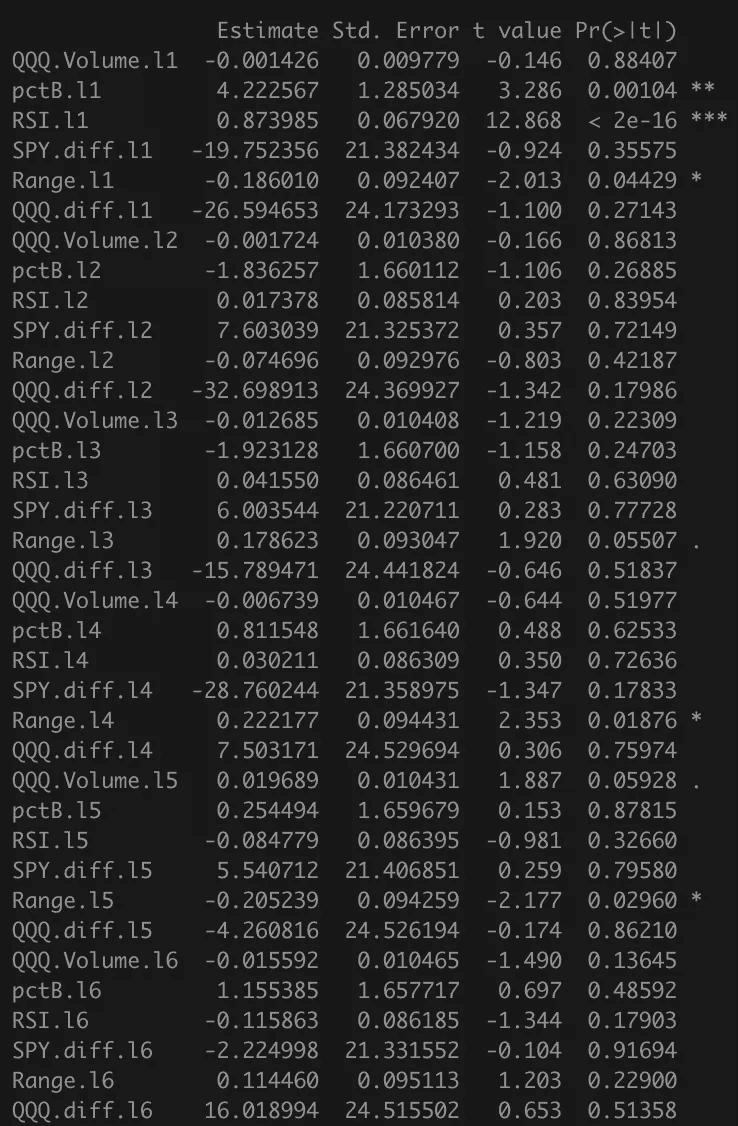 Estimate Std. Error t value Pr(>|t|)
QQQ.Volume.l1 -0.001426 0.009779 -0.146 0.88407
pctB.l1 4.222567 1.285034 3.286 0.00104 **
RSI.l1 0.873985 0.067920 12.868 < 2e-16 ***
SPY.diff.l1 -19.752356 21.382434 -0.924 0.35575
Range.l1 -0.186010 0.092407 -2.013 0.04429 *
QQQ.diff.l1 -26.594653 24.173293 -1.100 0.27143
QQQ.Volume.l2 -0.001724 0.010380 -0.166 0.86813
pctB.l2 -1.836257 1.660112 -1.106 0.26885
RSI.l2 0.017378 0.085814 0.203 0.83954
SPY.diff.l2 7.603039 21.325372 0.357 0.72149
Range.l2 -0.074696 0.092976 -0.803 0.42187
QQQ.diff.l2 -32.698913 24.369927 -1.342 0.17986
QQQ.Volume.l3 -0.012685 0.010408 -1.219 0.22309
pctB.l3 -1.923128 1.660700 -1.158 0.24703
RSI.l3 0.041550 0.086461 0.481 0.63090
SPY.diff.l3 6.003544 21.220711 0.283 0.77728
Range.l3 0.178623 0.093047 1.920 0.05507 .
QQQ.diff.l3 -15.789471 24.441824 -0.646 0.51837
QQQ.Volume.l4 -0.006739 0.010467 -0.644 0.51977
pctB.l4 0.811548 1.661640 0.488 0.62533
RSI.l4 0.030211 0.086309 0.350 0.72636
SPY.diff.l4 -28.760244 21.358975 -1.347 0.17833
Range.l4 0.222177 0.094431 2.353 0.01876 *
QQQ.diff.l4 7.503171 24.529694 0.306 0.75974
QQQ.Volume.l5 0.019689 0.010431 1.887 0.05928 .
pctB.l5 0.254494 1.659679 0.153 0.87815
RSI.l5 -0.084779 0.086395 -0.981 0.32660
SPY.diff.l5 5.540712 21.406851 0.259 0.79580
Range.l5 -0.205239 0.094259 -2.177 0.02960 *
QQQ.diff.l5 -4.260816 24.526194 -0.174 0.86210
QQQ.Volume.l6 -0.015592 0.010465 -1.490 0.13645
pctB.l6 1.155385 1.657717 0.697 0.48592
RSI.l6 -0.115863 0.086185 -1.344 0.17903
SPY.diff.l6 -2.224998 21.331552 -0.104 0.91694
Range.l6 0.114460 0.095113 1.203 0.22900
QQQ.diff.l6 16.018994 24.515502 0.653 0.51358